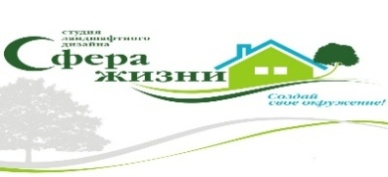 студия
ландшафтного
дизайна
Сфера
жизни
Создай
свое окружение!